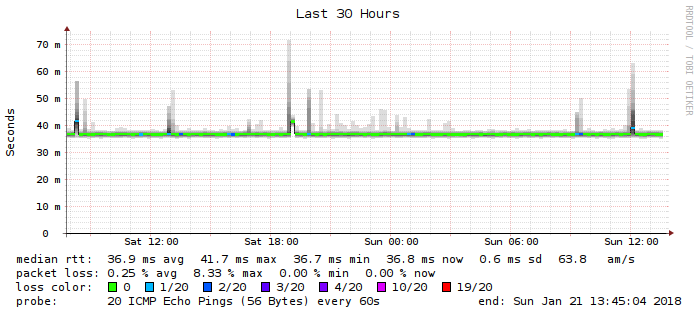 Last 30 Hours
RRDTOOL / TOBI OETIKER
Seconds
70 m
60 m
50 m
40 m
30 m
20 m
10 m
0
Sat 12:00 Sat 18:00 Sun 00:00 Sun 06:00 Sun 12:00
median rtt: 36.9 ms avg 41.7 ms max 36.7 ms min 36.8 ms now 0.6 ms sd 63.8 am/s
packet loss: 0.25 % avg 8.33 % max 0.00 % min 0.00 % now
loss color: 0 1/20 2/20 3/20 4/20 10/20 19/20
probe: 20 ICMP Echo Pings (56 Bytes) every 60s end: Sun Jan 21 13:45:04 2018